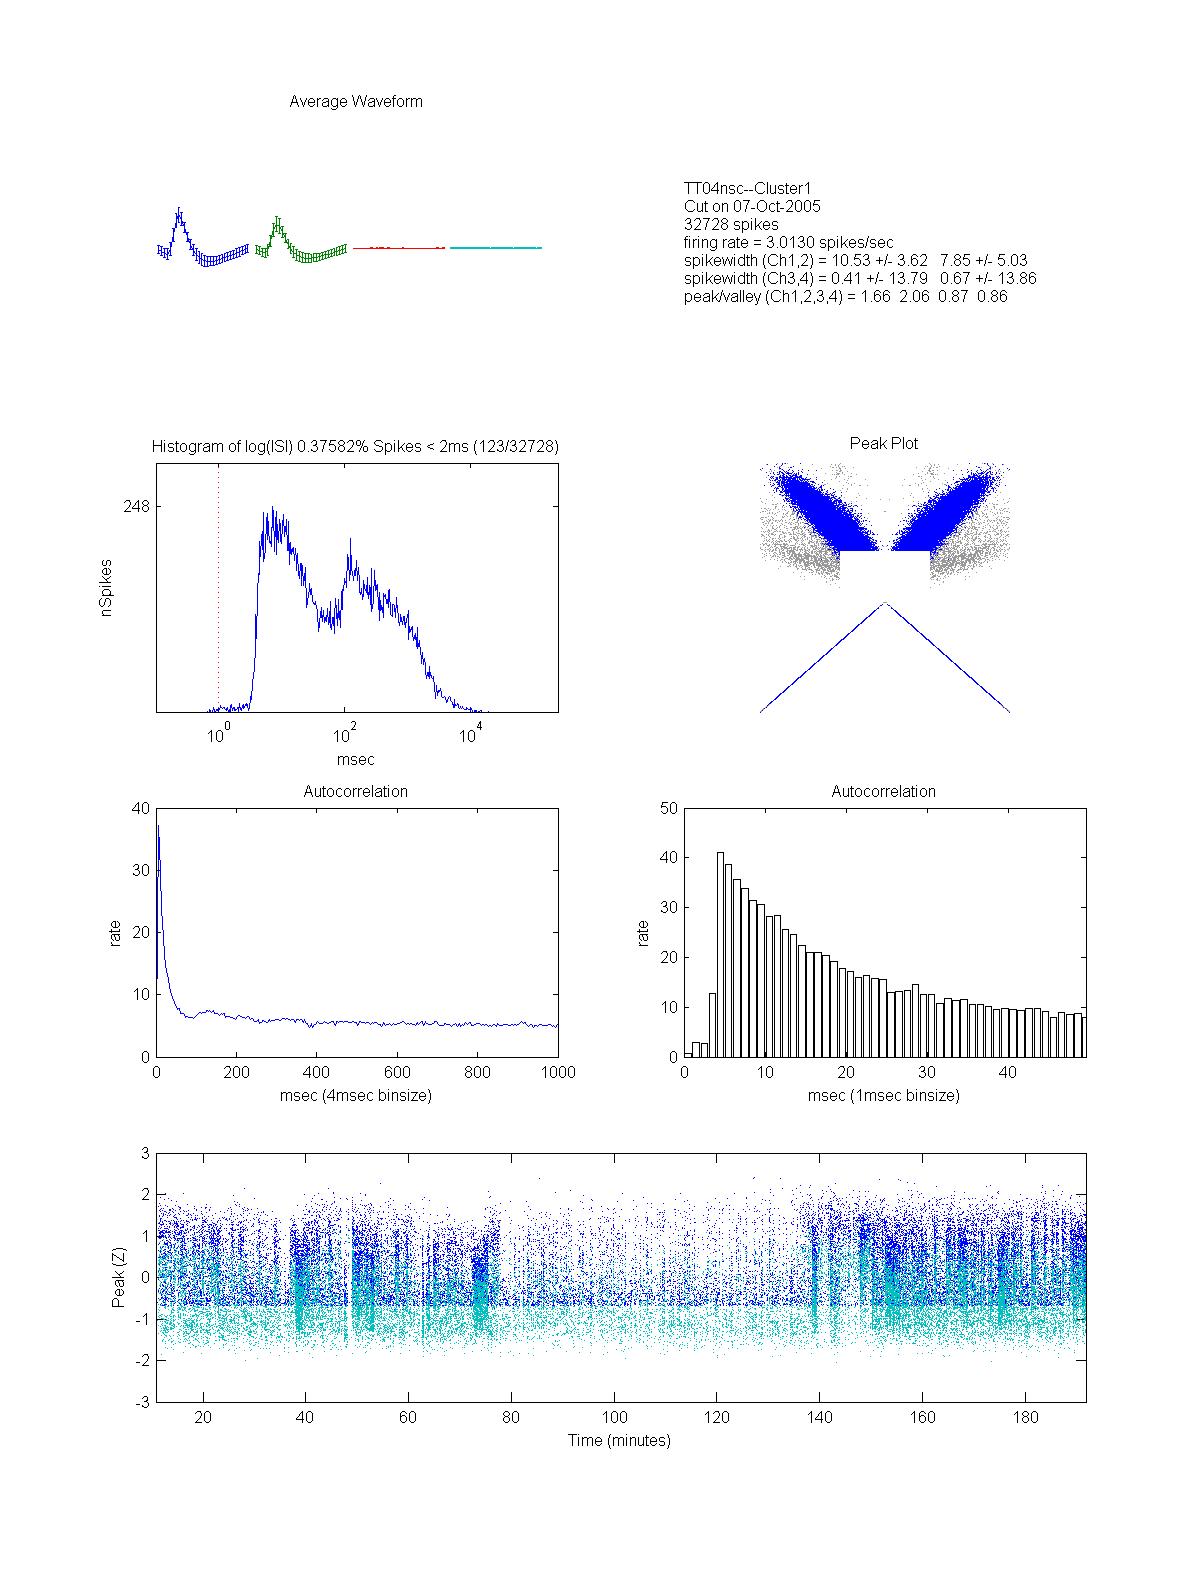 Average Waveform
TT04nsc--Cluster1
Cut on 07-Oct-2005
32728 spikes
firing rate = 3.0130 spikes/sec
spikewidth (Ch1,2) = 10.53 +/- 3.62   7.85 +/- 5.03
spikewidth (Ch3,4) = 0.41 +/- 13.79   0.67 +/- 13.86
peak/valley (Ch1,2,3,4) = 1.66  2.06  0.87  0.86
Histogram of log(ISI) 0.37582% Spikes < 2ms (123/32728)
248
nSpikes
10^0 10^2 10^4
msec
Peak Plot
Autocorrelation
40
30
20
10
0
rate
0 200 400 600 800 1000
msec (4msec binsize)
Autocorrelation
50
40
30
20
10
0
rate
0 10 20 30 40
msec (1msec binsize)
3
2
1
0
-1
-2
-3
Peak (Z)
20 40 60 80 100 120 140 160 180
Time (minutes)